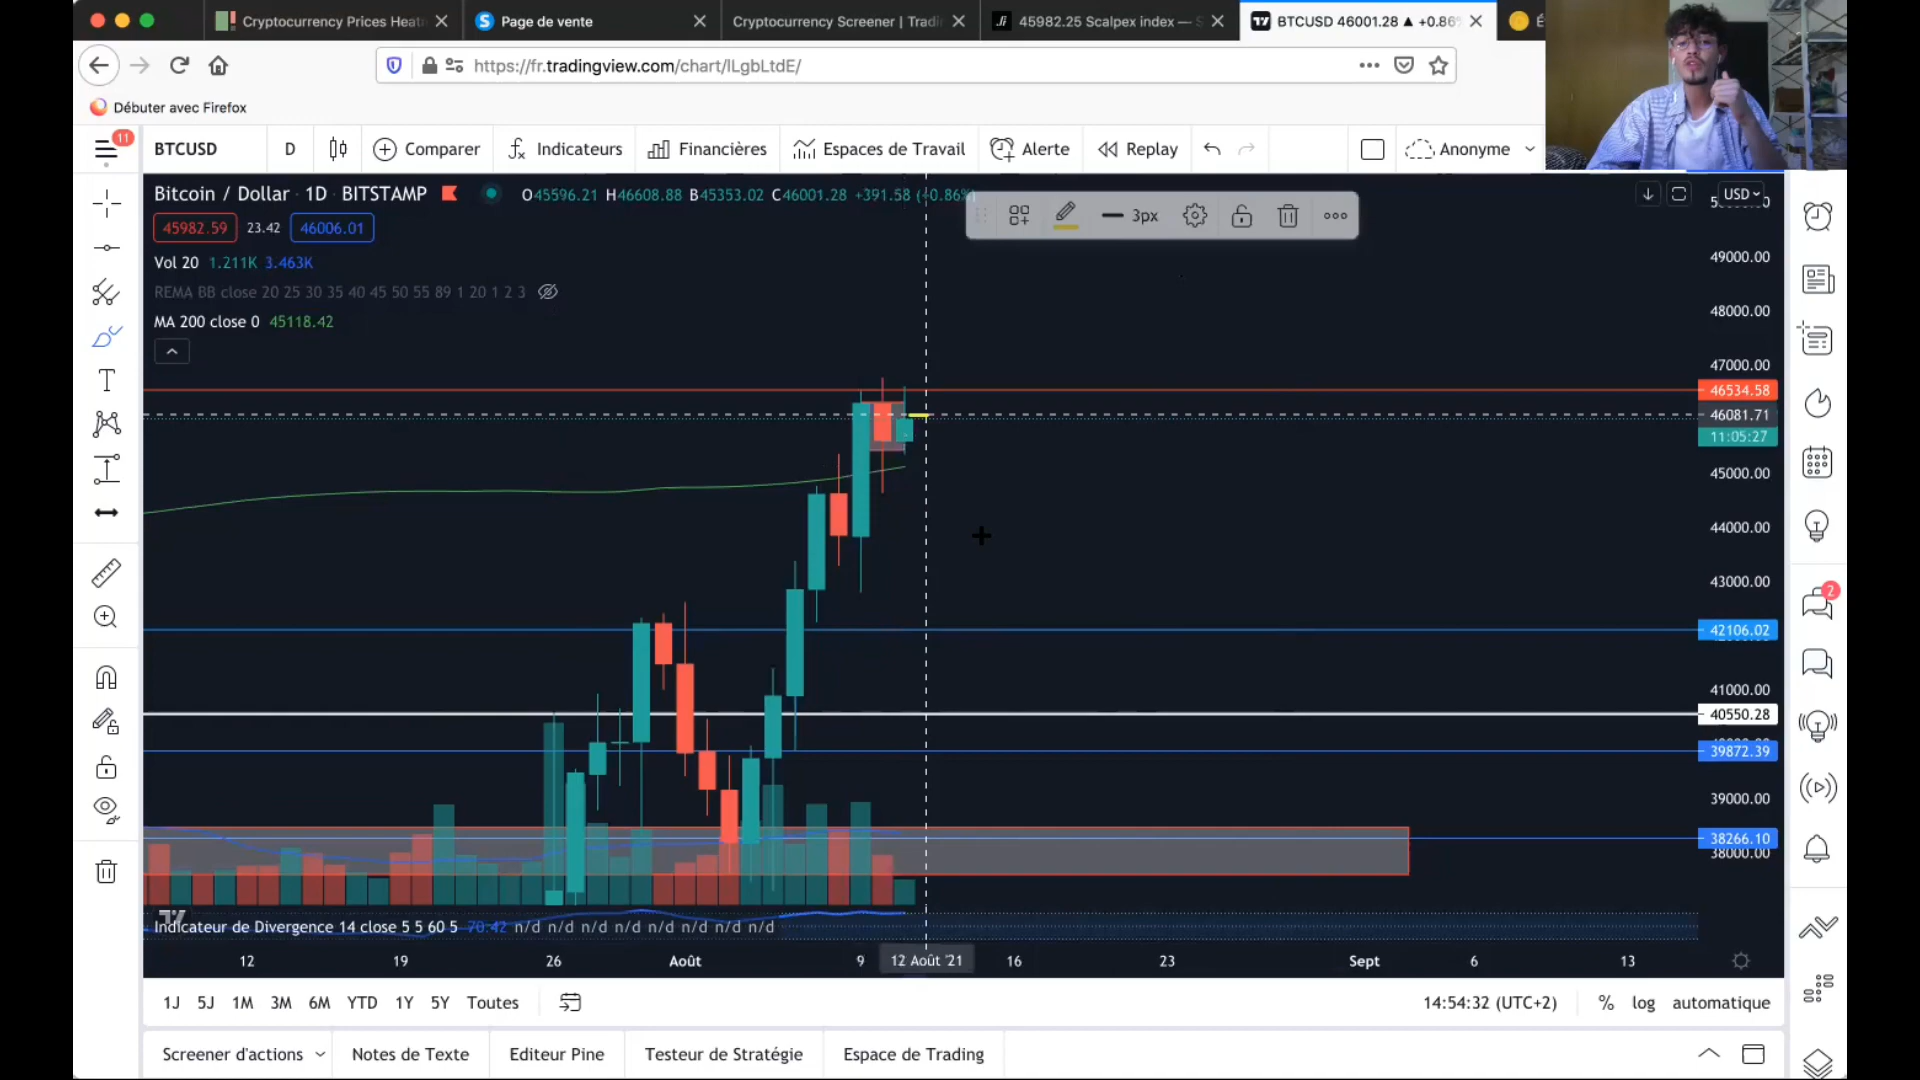 Cryptocurrency Prices Heat
Page de vente
Cryptocurrency Screener | Tradi
45982.25 Scalpex index — S
BTCUSD 46001.28 ▲ +0.86%
https://fr.tradingview.com/chart/lLgbLtdE/
Débuter avec Firefox
11
BTCUSD
D
Comparer
Indicateurs
Financières
Espaces de Travail
Alerte
Replay
Anonyme
Bitcoin / Dollar · 1D · BITSTAMP
O45596.21 H46608.88 B45353.02 C46001.28 +391.58 (+0.86%)
3px
USD
45982.59
23.42
46006.01
Vol 20 1.211K 3.463K
REMA BB close 20 25 30 35 40 45 50 55 89 1 20 1 2 3
MA 200 close 0 45118.42
49000.00
48000.00
47000.00
46534.58
46081.71
11:05:27
45000.00
44000.00
43000.00
42106.02
41000.00
40550.28
39872.39
39000.00
38266.10
38000.00
2
Indicateur de Divergence 14 close 5 5 60 5 70.42 n/d n/d n/d n/d n/d n/d n/d n/d
12
19
26
Août
9
12 Août '21
16
23
Sept
6
13
1J
5J
1M
3M
6M
YTD
1Y
5Y
Toutes
14:54:32 (UTC+2)
%
log
automatique
Screener d'actions
Notes de Texte
Editeur Pine
Testeur de Stratégie
Espace de Trading